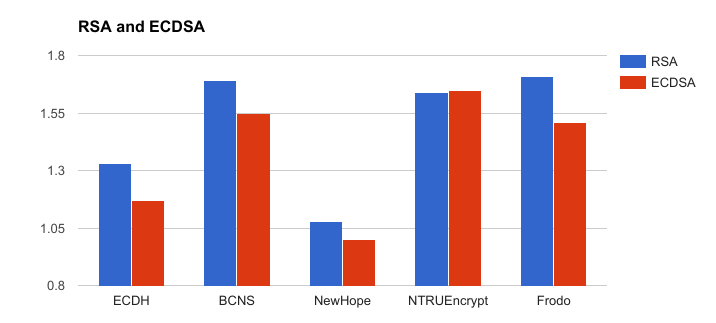 RSA and ECDSA
1.8
1.55
1.3
1.05
0.8
ECDH BCNS NewHope NTRUEncrypt Frodo
RSA
ECDSA